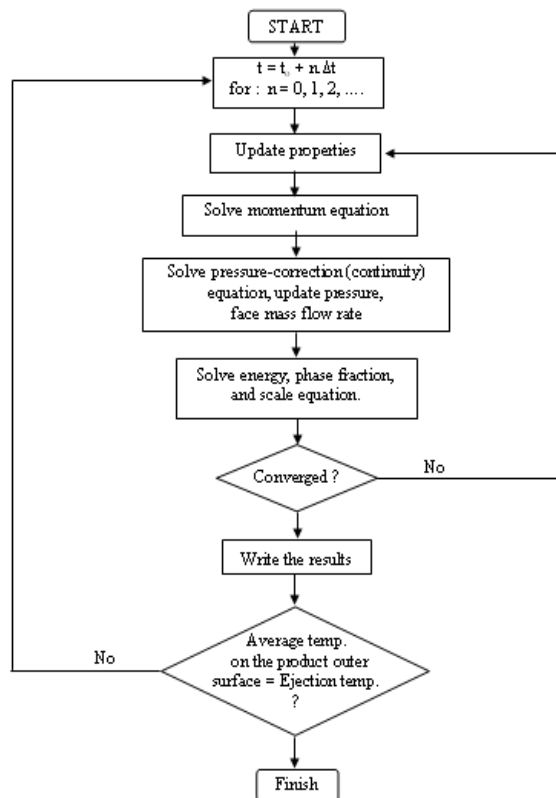 START
t = t₀ + n.Δt
for : n = 0, 1, 2, ....
Update properties
Solve momentum equation
Solve pressure-correction (continuity)
equation, update pressure,
face mass flow rate
Solve energy, phase fraction,
and scale equation.
Converged ?
No
Write the results
Average temp.
on the product outer
surface = Ejection temp.
?
No
Finish